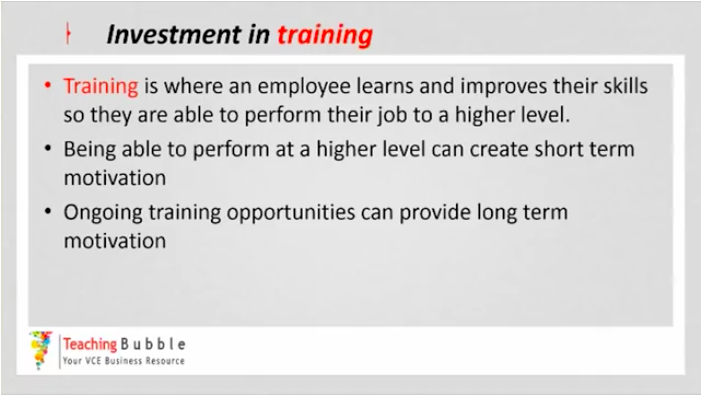 Investment in training
• Training is where an employee learns and improves their skills
so they are able to perform their job to a higher level.
• Being able to perform at a higher level can create short term
motivation
• Ongoing training opportunities can provide long term
motivation
Teaching Bubble
Your VCE Business Resource